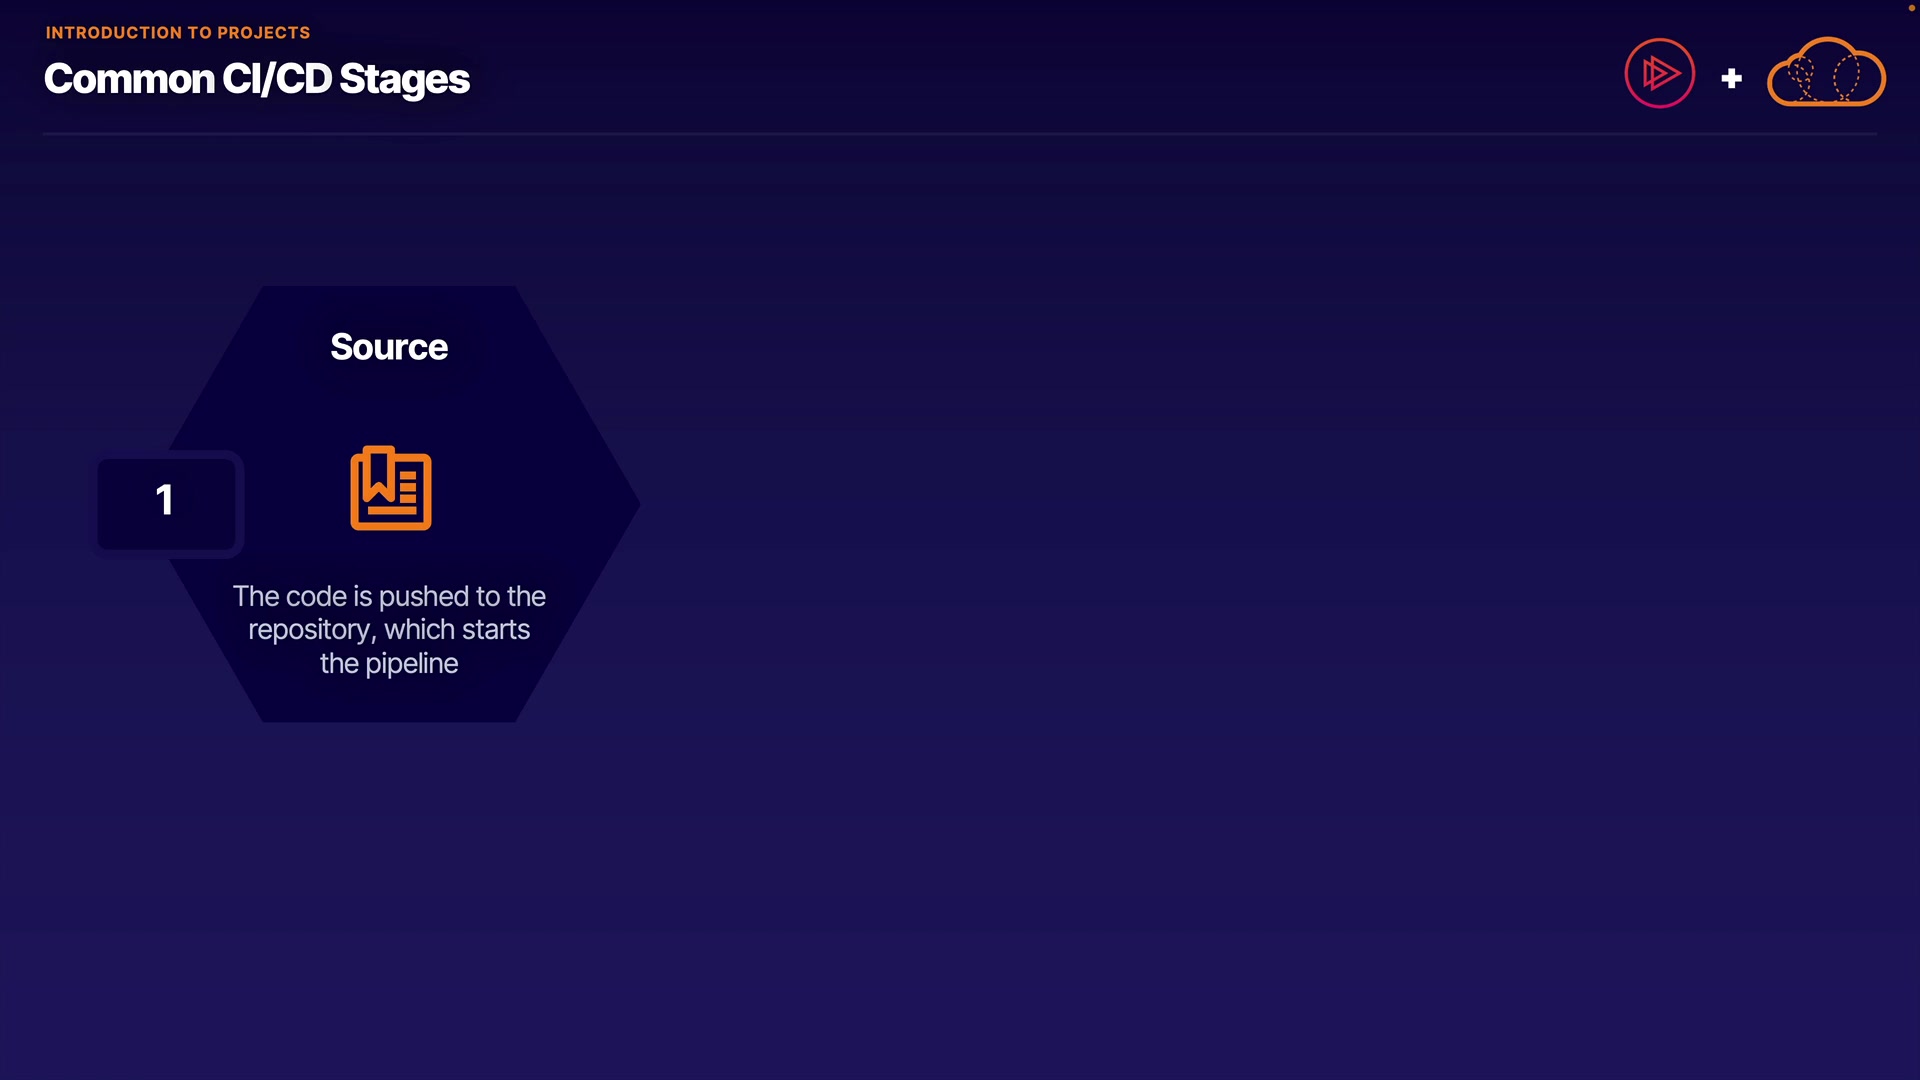 INTRODUCTION TO PROJECTS
Common CI/CD Stages
Source
1
The code is pushed to the
repository, which starts
the pipeline